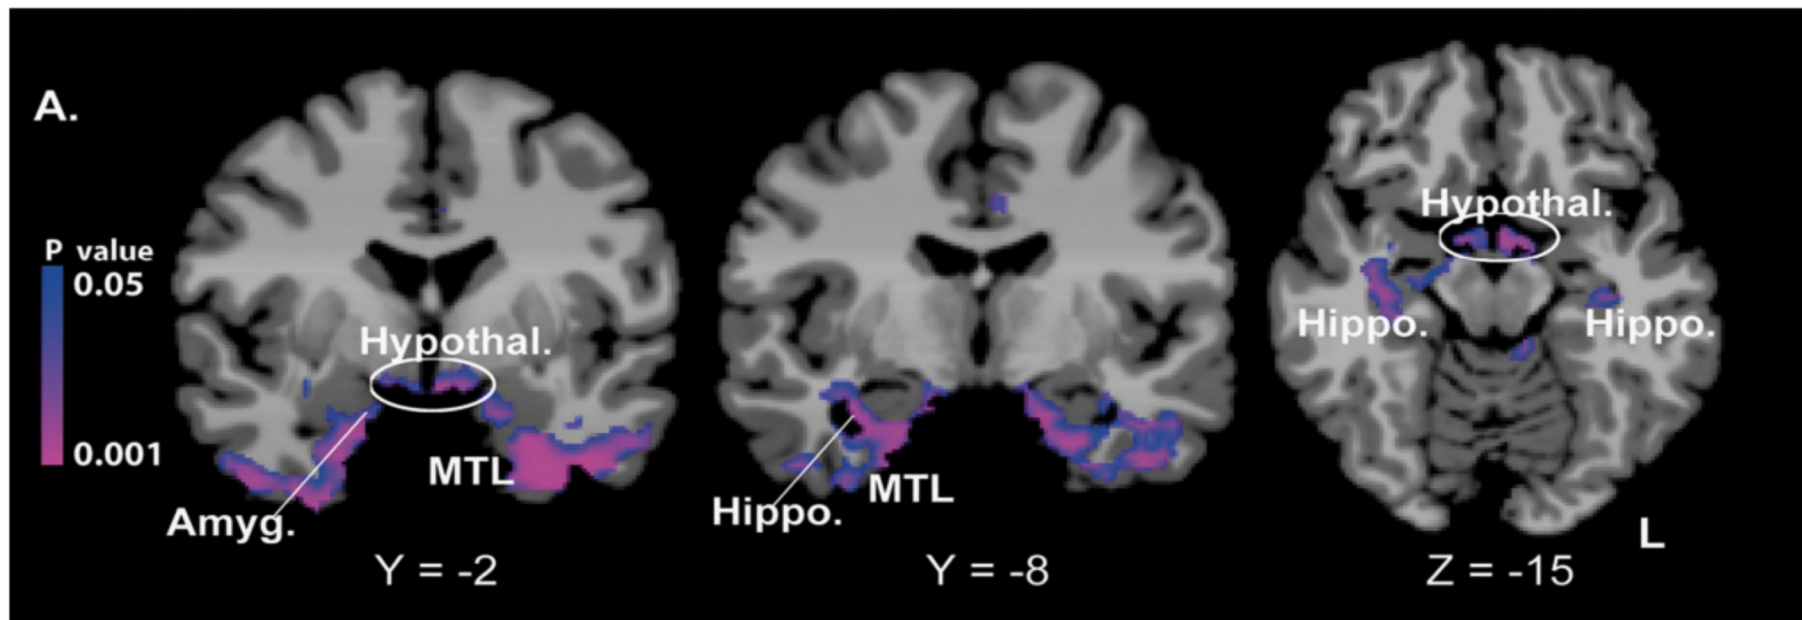 A.
P value
0.05
0.001
Hypothal.
MTL
Amyg.
Y = -2
Hippo.
MTL
Y = -8
Hypothal.
Hippo.
Hippo.
L
Z = -15